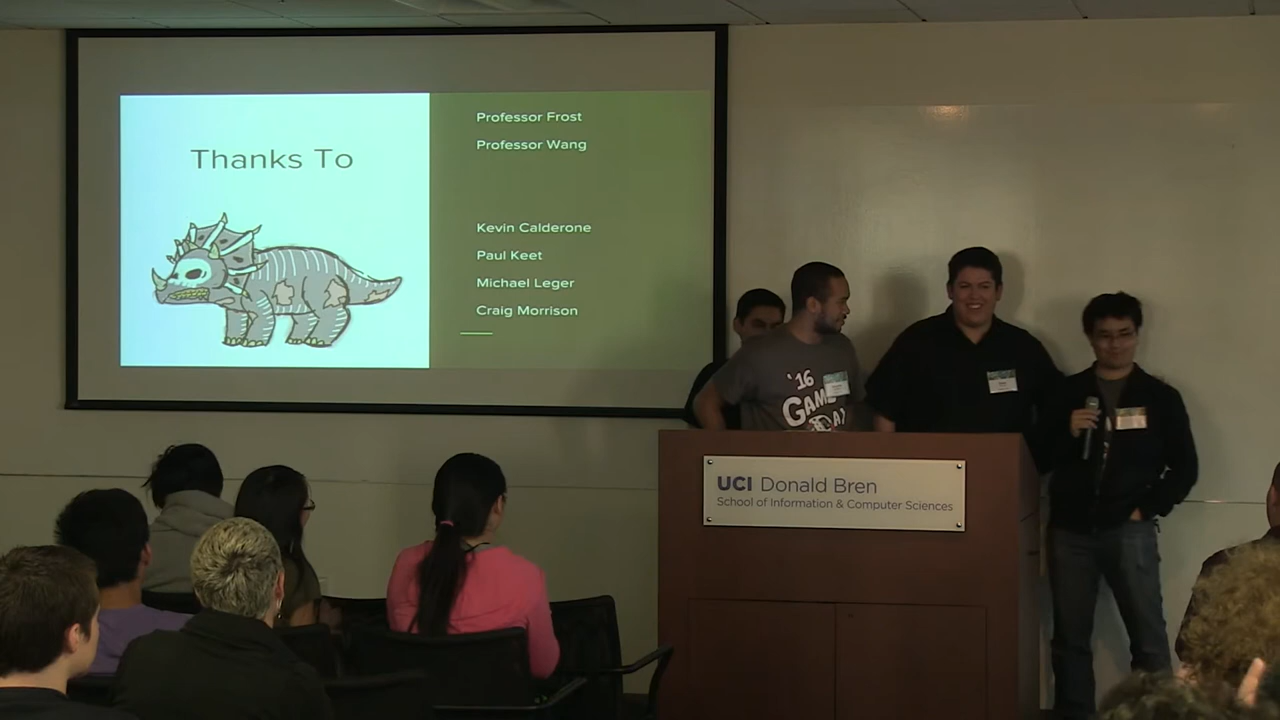 Thanks To
Professor Frost
Professor Wang
Kevin Calderone
Paul Keet
Michael Leger
Craig Morrison
'16
GAME
UCI Donald Bren
School of Information & Computer Sciences